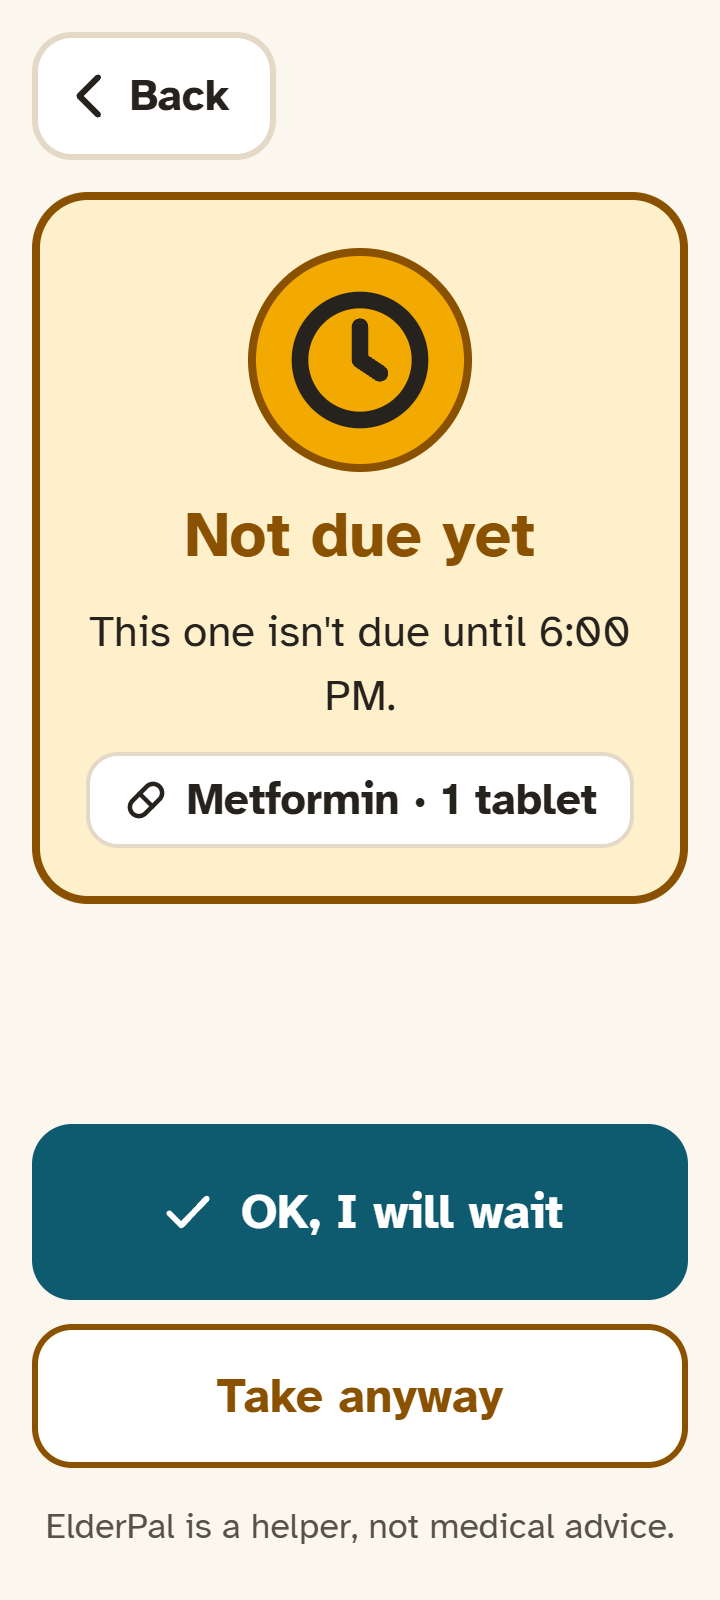 Back
Not due yet
This one isn't due until 6:00
PM.
Metformin · 1 tablet
OK, I will wait
Take anyway
ElderPal is a helper, not medical advice.